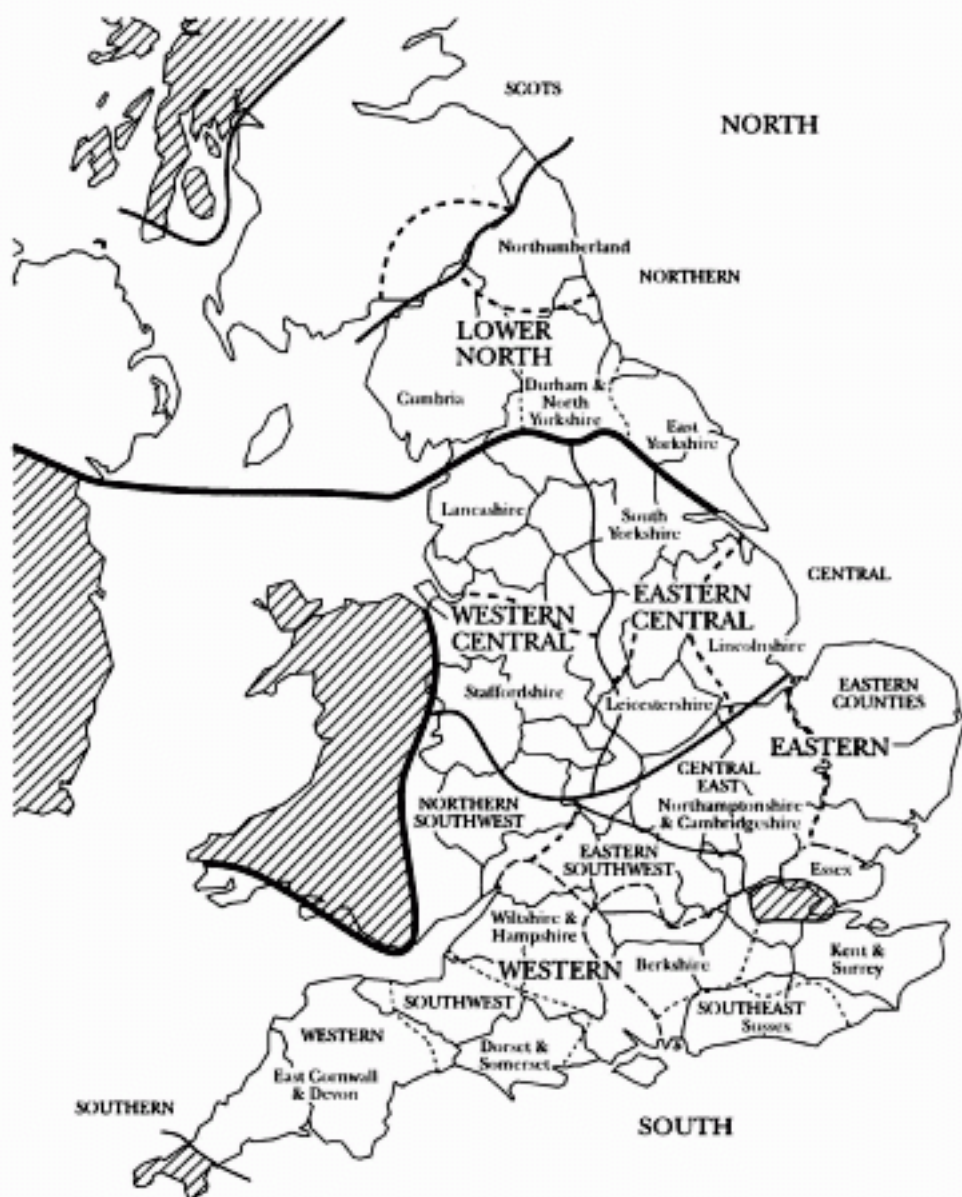 SCOTS
NORTH
Northumberland
NORTHERN
LOWER
NORTH
Cumbria
Durham &
North
Yorkshire
East
Yorkshire
Lancashire
South
Yorkshire
CENTRAL
WESTERN
CENTRAL
EASTERN
CENTRAL
Lincolnshire
Staffordshire
Leicestershire
EASTERN
COUNTIES
EASTERN
CENTRAL
EAST
Northamptonshire
& Cambridgeshire
NORTHERN
SOUTHWEST
EASTERN
SOUTHWEST
Essex
Wiltshire &
Hampshire
WESTERN
Berkshire
Kent &
Surrey
SOUTHWEST
SOUTHEAST
Sussex
WESTERN
Dorset &
Somerset
East Cornwall
& Devon
SOUTHERN
SOUTH